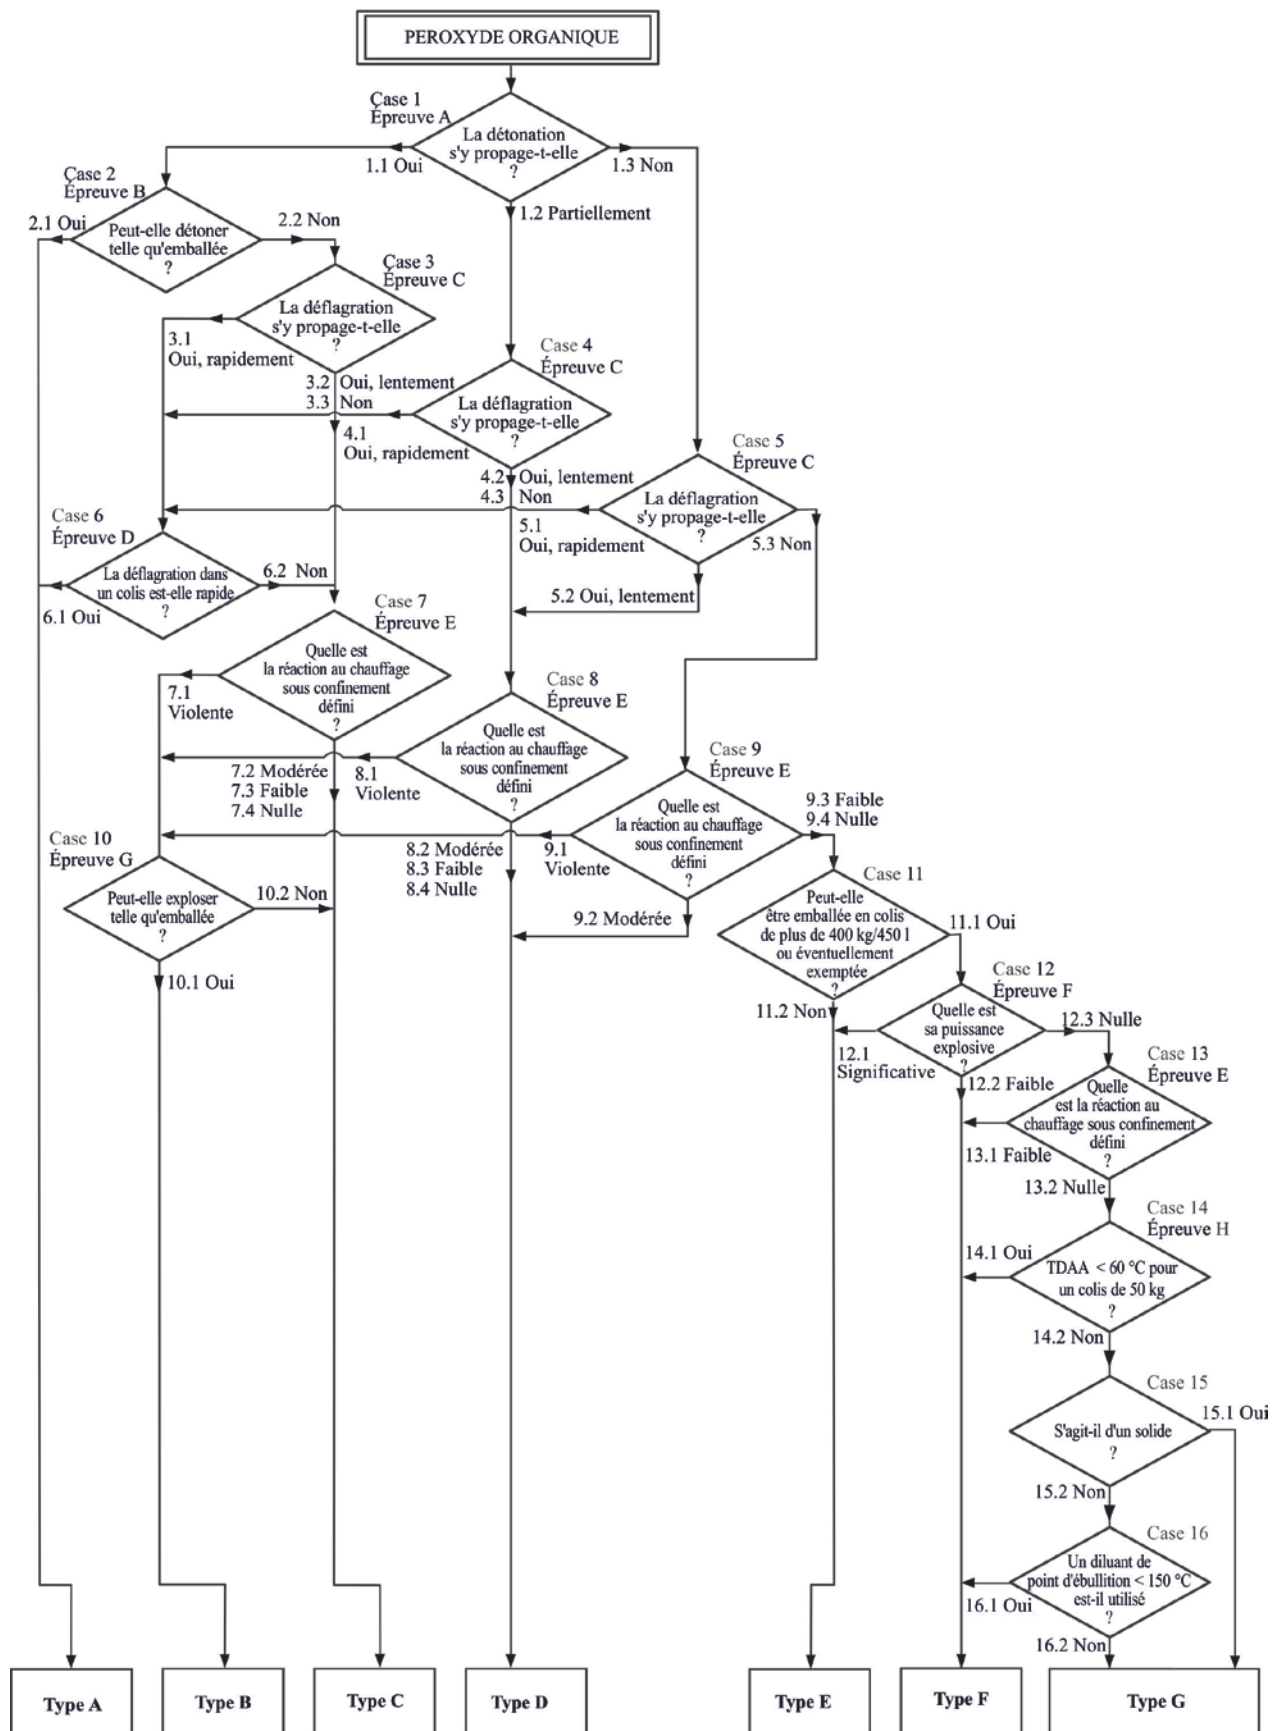 PEROXYDE ORGANIQUE
Case 1
Épreuve A
La détonation
s'y propage-t-elle
?
1.1 Oui
1.3 Non
1.2 Partiellement
Case 2
Épreuve B
Peut-elle détoner
telle qu'emballée
?
2.1 Oui
2.2 Non
Case 3
Épreuve C
La déflagration
s'y propage-t-elle
?
3.1
Oui, rapidement
3.2 Oui, lentement
3.3 Non
Case 4
Épreuve C
La déflagration
s'y propage-t-elle
?
4.1
Oui, rapidement
4.2 Oui, lentement
4.3 Non
Case 5
Épreuve C
La déflagration
s'y propage-t-elle
?
5.1
Oui, rapidement
5.3 Non
5.2 Oui, lentement
Case 6
Épreuve D
La déflagration dans
un colis est-elle rapide
?
6.2 Non
6.1 Oui
Case 7
Épreuve E
Quelle est
la réaction au chauffage
sous confinement
défini
?
7.1
Violente
7.2 Modérée
7.3 Faible
7.4 Nulle
Case 8
Épreuve E
Quelle est
la réaction au chauffage
sous confinement
défini
?
8.1
Violente
8.2 Modérée
8.3 Faible
8.4 Nulle
Case 9
Épreuve E
Quelle est
la réaction au chauffage
sous confinement
défini
?
9.1
Violente
9.2 Modérée
9.3 Faible
9.4 Nulle
Case 10
Épreuve G
Peut-elle exploser
telle qu'emballée
?
10.2 Non
10.1 Oui
Case 11
Peut-elle
être emballée en colis
de plus de 400 kg/450 l
ou éventuellement
exemptée
?
11.1 Oui
11.2 Non
Case 12
Épreuve F
Quelle est
sa puissance
explosive
?
12.1
Significative
12.2 Faible
12.3 Nulle
Case 13
Épreuve E
Quelle
est la réaction au
chauffage sous confinement
défini
?
13.1 Faible
13.2 Nulle
Case 14
Épreuve H
TDAA < 60 °C pour
un colis de 50 kg
?
14.1 Oui
14.2 Non
Case 15
S'agit-il d'un solide
?
15.1 Oui
15.2 Non
Case 16
Un diluant de
point d'ébullition < 150 °C
est-il utilisé
?
16.1 Oui
16.2 Non
Type A
Type B
Type C
Type D
Type E
Type F
Type G